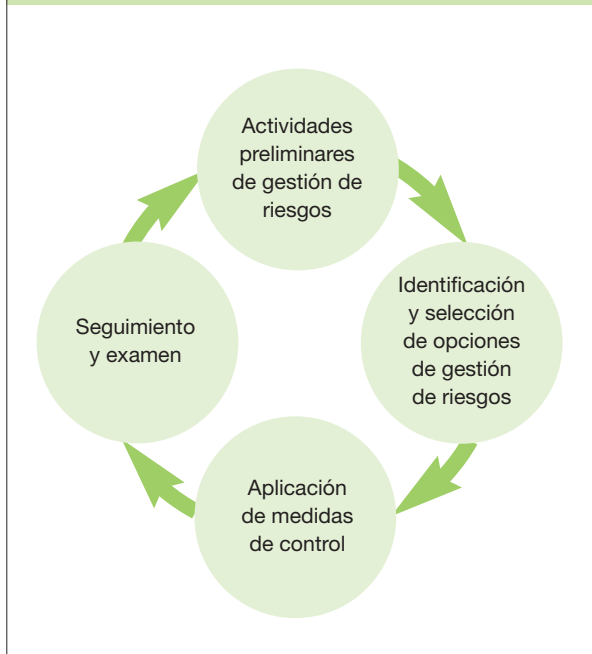 Actividades
preliminares
de gestión de
riesgos
Identificación
y selección
de opciones
de gestión
de riesgos
Aplicación
de medidas
de control
Seguimiento
y examen